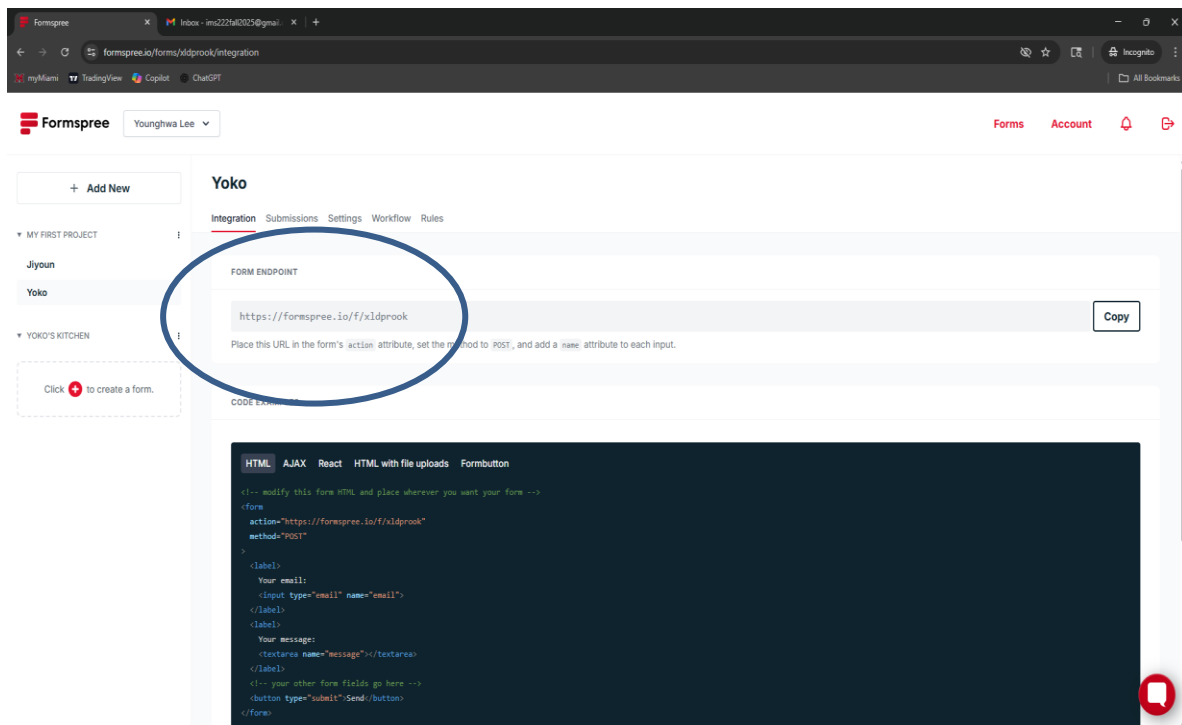 Formspree
Inbox - ims222fall2025@gmail.
formspree.io/forms/xldprook/integration
Incognito
myMiami
TradingView
Copilot
ChatGPT
All Bookmarks
Formspree
Younghwa Lee
Forms
Account
+ Add New
MY FIRST PROJECT
Jiyoun
Yoko
YOKO'S KITCHEN
Click + to create a form.
Yoko
Integration Submissions Settings Workflow Rules
FORM ENDPOINT
https://formspree.io/f/xldprook
Copy
Place this URL in the form's action attribute, set the method to POST, and add a name attribute to each input.
CODE
HTML AJAX React HTML with file uploads Formbutton
<!-- modify this form HTML and place wherever you want your form -->
<form
action="https://formspree.io/f/xldprook"
method="POST"
>
<label>
Your email:
<input type="email" name="email">
</label>
<label>
Your message:
<textarea name="message"></textarea>
</label>
<!-- your other form fields go here -->
<button type="submit">Send</button>
</form>